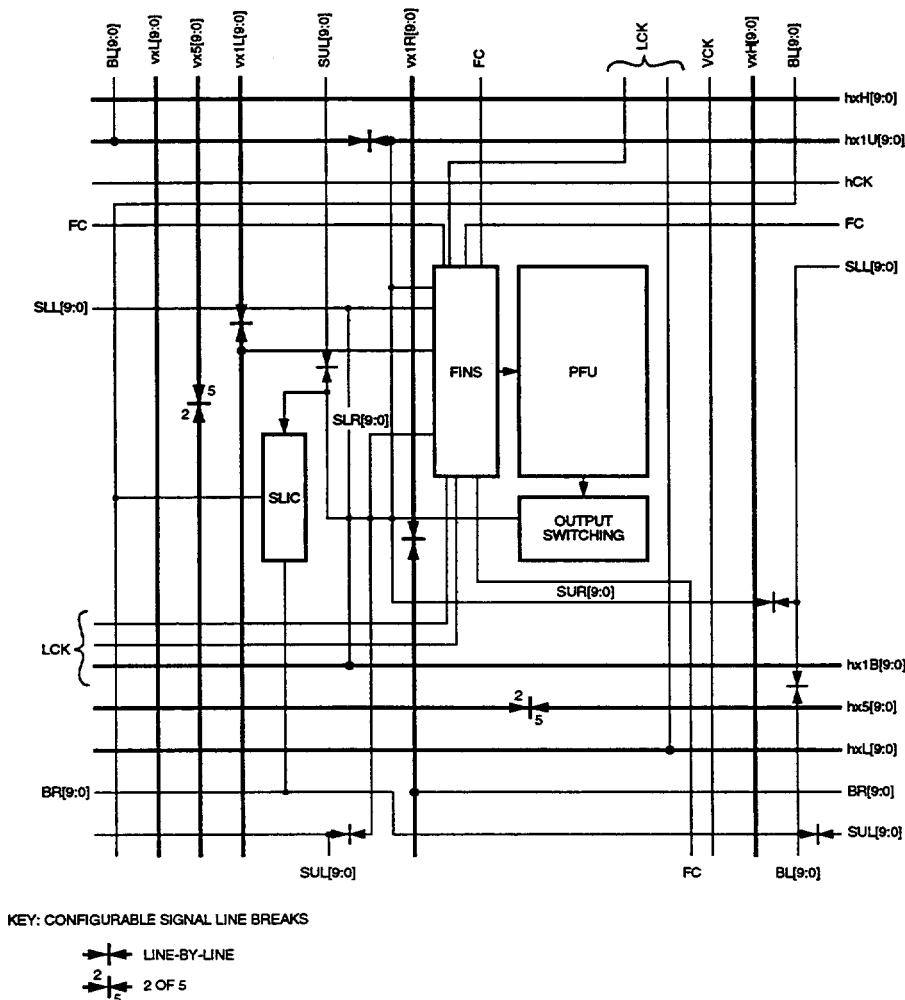 BL[9:0]
vxL[9:0]
vx5[9:0]
vx1L[9:0]
SUL[9:0]
vx1R[9:0]
FC
LCK
VCK
vxH[9:0]
BL[9:0]
hxH[9:0]
hx1U[9:0]
hCK
FC
FC
SLL[9:0]
SLL[9:0]
FINS
PFU
5
2
SLR[9:0]
SLIC
OUTPUT
SWITCHING
SUR[9:0]
LCK
hx1B[9:0]
2
5
hx5[9:0]
hxL[9:0]
BR[9:0]
BR[9:0]
SUL[9:0]
SUL[9:0]
FC
BL[9:0]
KEY: CONFIGURABLE SIGNAL LINE BREAKS
LINE-BY-LINE
2
5
2 OF 5